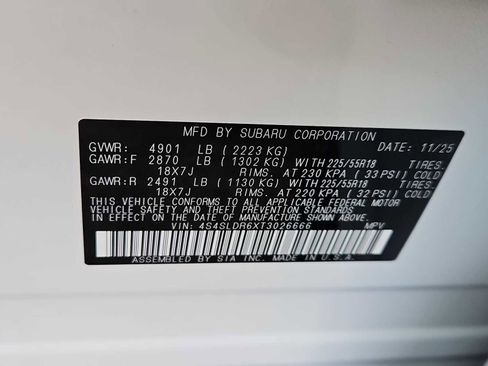 MFD BY SUBARU CORPORATION
GVWR: 4901 LB (2223 KG) DATE: 11/25
GAWR:F 2870 LB (1302 KG) WITH 225/55R18 TIRES.
18X7J RIMS. AT 230 KPA (33 PSI) COLD
GAWR:R 2491 LB (1130 KG) WITH 225/55R18 TIRES.
18X7J RIMS. AT 220 KPA (32 PSI) COLD
THIS VEHICLE CONFORMS TO ALL APPLICABLE FEDERAL MOTOR
VEHICLE SAFETY AND BUMPER AND THEFT PREVENTION STANDARDS
IN EFFECT ON THE DATE OF MANUFACTURE SHOWN ABOVE.
VIN: 4S4SLDR6XT3026666 MPV
ASSEMBLED BY SIA INC. MADE IN U.S.A.